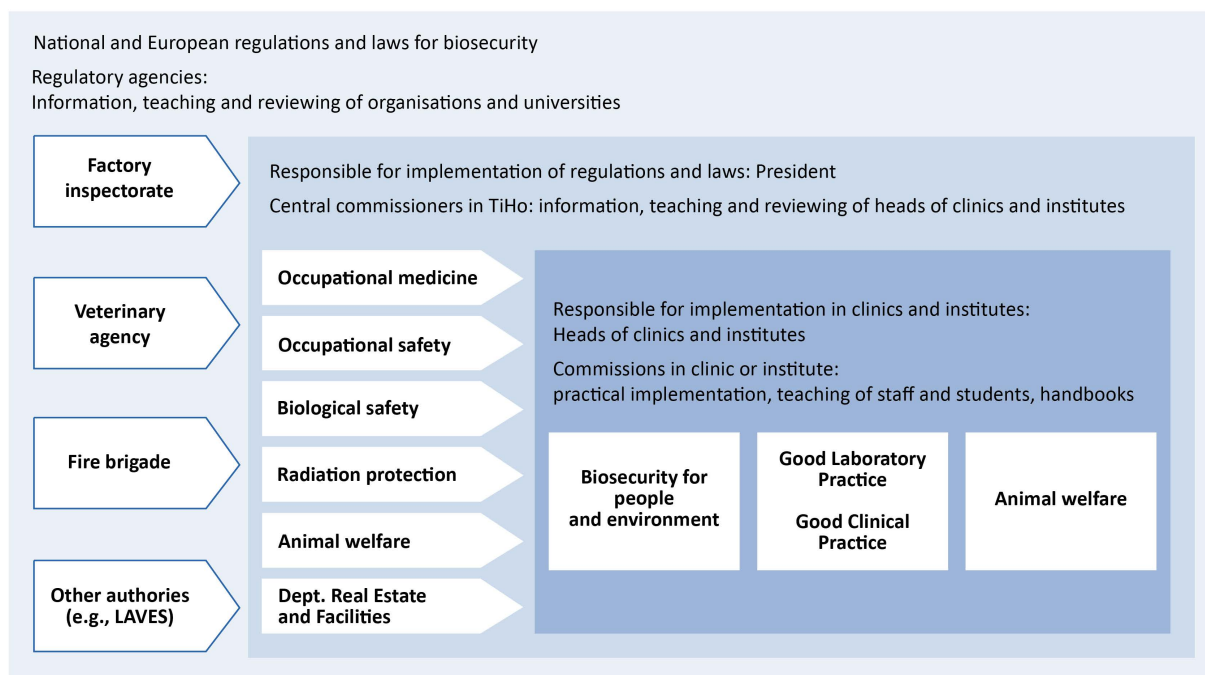 National and European regulations and laws for biosecurity
Regulatory agencies:
Information, teaching and reviewing of organisations and universities
Factory
inspectorate
Veterinary
agency
Fire brigade
Other authories
(e.g., LAVES)
Responsible for implementation of regulations and laws: President
Central commissioners in TiHo: information, teaching and reviewing of heads of clinics and institutes
Occupational medicine
Occupational safety
Biological safety
Radiation protection
Animal welfare
Dept. Real Estate
and Facilities
Responsible for implementation in clinics and institutes:
Heads of clinics and institutes
Commissions in clinic or institute:
practical implementation, teaching of staff and students, handbooks
Biosecurity for
people
and environment
Good Laboratory
Practice
Good Clinical
Practice
Animal welfare